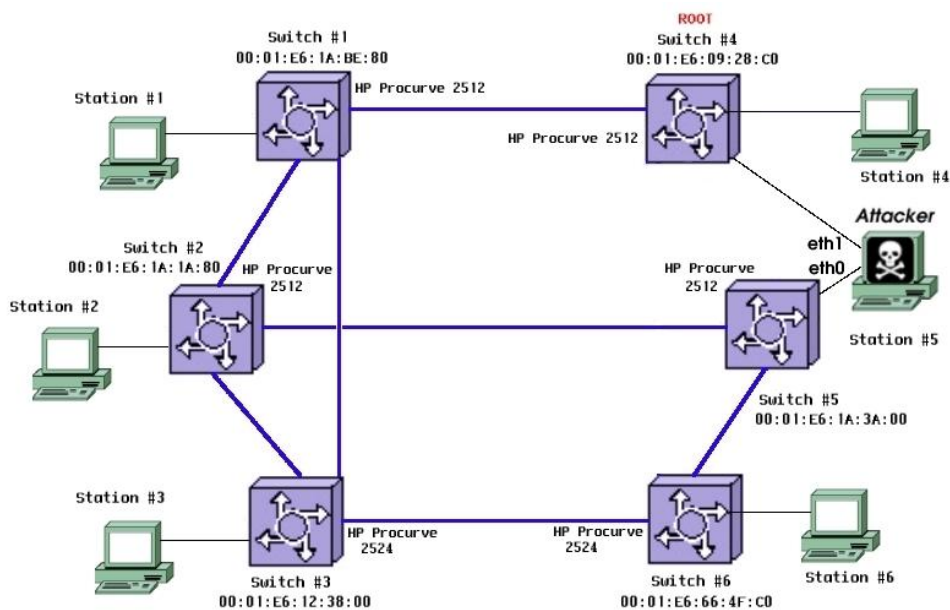 ROOT
Switch #1
00:01:E6:1A:BE:80
Switch #4
00:01:E6:09:28:C0
HP Procurve 2512
Station #1
HP Procurve 2512
Station #4
Attacker
eth1
eth0
Switch #2
00:01:E6:1A:1A:80
HP Procurve
2512
HP Procurve
2512
Station #2
Station #5
Switch #5
00:01:E6:1A:3A:00
Station #3
HP Procurve
2524
HP Procurve
2524
Switch #3
00:01:E6:12:38:00
Switch #6
00:01:E6:66:4F:C0
Station #6